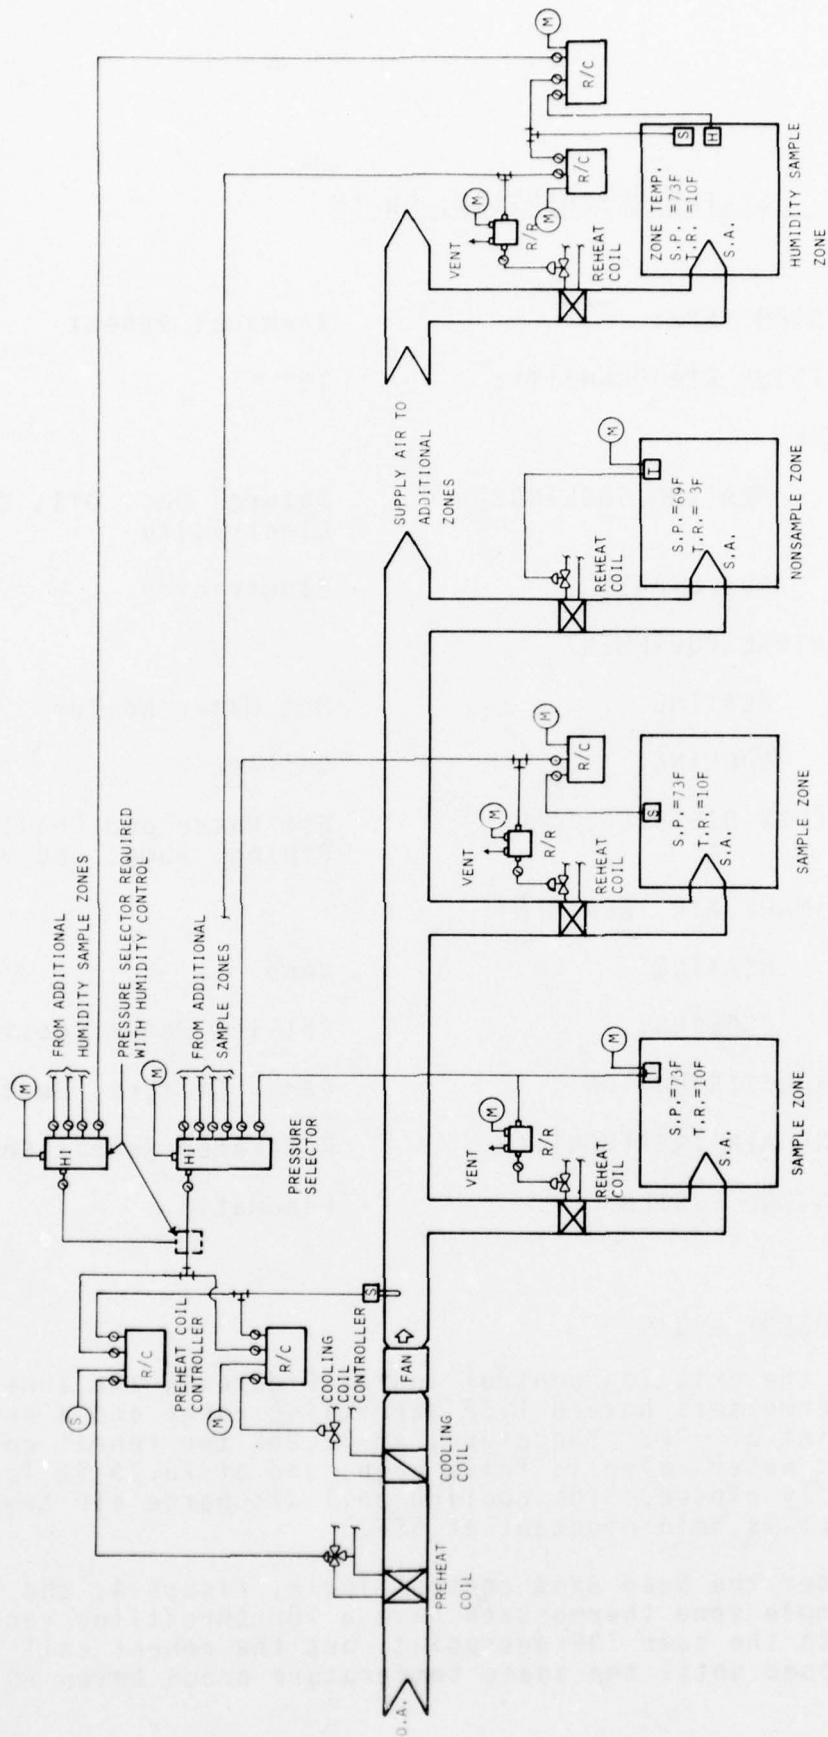 M
M
HI
FROM ADDITIONAL
HUMIDITY SAMPLE ZONES
PRESSURE SELECTOR REQUIRED
WITH HUMIDITY CONTROL
HI
FROM ADDITIONAL
SAMPLE ZONES
PRESSURE
SELECTOR
S
R/C
PREHEAT COIL
CONTROLLER
M
R/C
COOLING
COIL
CONTROLLER
S
O.A.
PREHEAT
COIL
COOLING
COIL
FAN
SUPPLY AIR TO
ADDITIONAL
ZONES
VENT
M
R/R
REHEAT
COIL
M
T
S.P.=73F
T.R.=10F
S.A.
SAMPLE ZONE
VENT
M
R/R
M
R/C
REHEAT
COIL
S
S.P.=73F
T.R.=10F
S.A.
SAMPLE ZONE
REHEAT
COIL
M
T
S.P.=69F
T.R.= 3F
S.A.
NONSAMPLE ZONE
VENT
M
R/R
M
R/C
M
R/C
REHEAT
COIL
S
H
ZONE TEMP.
S.P. =73F
T.R. =10F
S.A.
HUMIDITY SAMPLE
ZONE